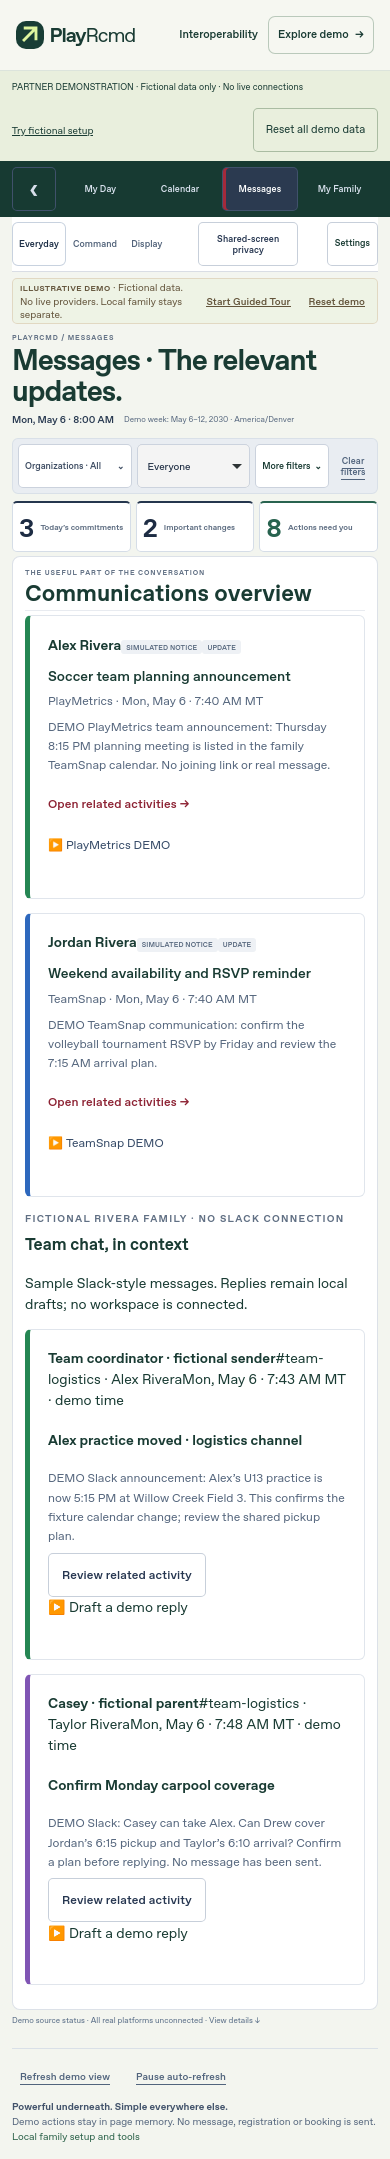 PlayRcmd
Interoperability
Explore demo →
PARTNER DEMONSTRATION · Fictional data only · No live connections
Try fictional setup
Reset all demo data
❮
My Day
Calendar
Messages
My Family
Everyday
Command
Display
Shared-screen
privacy
Settings
ILLUSTRATIVE DEMO · Fictional data.
No live providers. Local family stays
separate.
Start Guided Tour
Reset demo
PLAYRCMD / MESSAGES
Messages · The relevant
updates.
Mon, May 6 · 8:00 AM
Demo week: May 6–12, 2030 · America/Denver
Organizations · All
Everyone
More filters
Clear
filters
3 Today's commitments
2 Important changes
8 Actions need you
THE USEFUL PART OF THE CONVERSATION
Communications overview
Alex Rivera SIMULATED NOTICE UPDATE
Soccer team planning announcement
PlayMetrics · Mon, May 6 · 7:40 AM MT
DEMO PlayMetrics team announcement: Thursday
8:15 PM planning meeting is listed in the family
TeamSnap calendar. No joining link or real message.
Open related activities →
▶ PlayMetrics DEMO
Jordan Rivera SIMULATED NOTICE UPDATE
Weekend availability and RSVP reminder
TeamSnap · Mon, May 6 · 7:40 AM MT
DEMO TeamSnap communication: confirm the
volleyball tournament RSVP by Friday and review the
7:15 AM arrival plan.
Open related activities →
▶ TeamSnap DEMO
FICTIONAL RIVERA FAMILY · NO SLACK CONNECTION
Team chat, in context
Sample Slack-style messages. Replies remain local
drafts; no workspace is connected.
Team coordinator · fictional sender#team-
logistics · Alex RiveraMon, May 6 · 7:43 AM MT
· demo time
Alex practice moved · logistics channel
DEMO Slack announcement: Alex's U13 practice is
now 5:15 PM at Willow Creek Field 3. This confirms the
fixture calendar change; review the shared pickup
plan.
Review related activity
▶ Draft a demo reply
Casey · fictional parent#team-logistics ·
Taylor RiveraMon, May 6 · 7:48 AM MT · demo
time
Confirm Monday carpool coverage
DEMO Slack: Casey can take Alex. Can Drew cover
Jordan's 6:15 pickup and Taylor's 6:10 arrival? Confirm
a plan before replying. No message has been sent.
Review related activity
▶ Draft a demo reply
Demo source status · All real platforms unconnected · View details ↓
Refresh demo view
Pause auto-refresh
Powerful underneath. Simple everywhere else.
Demo actions stay in page memory. No message, registration or booking is sent.
Local family setup and tools